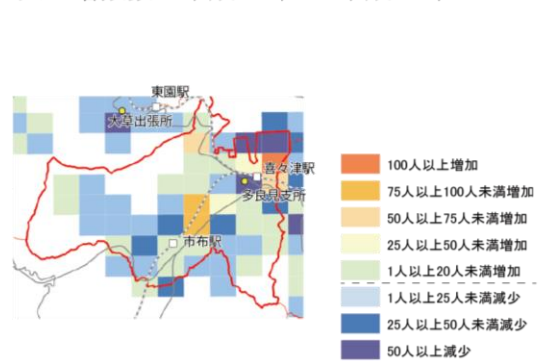 東園駅
大草出張所
喜々津駅
多良見支所
市布駅
100人以上増加
75人以上100人未満増加
50人以上75人未満増加
25人以上50人未満増加
1人以上20人未満増加
1人以上25人未満減少
25人以上50人未満減少
50人以上減少